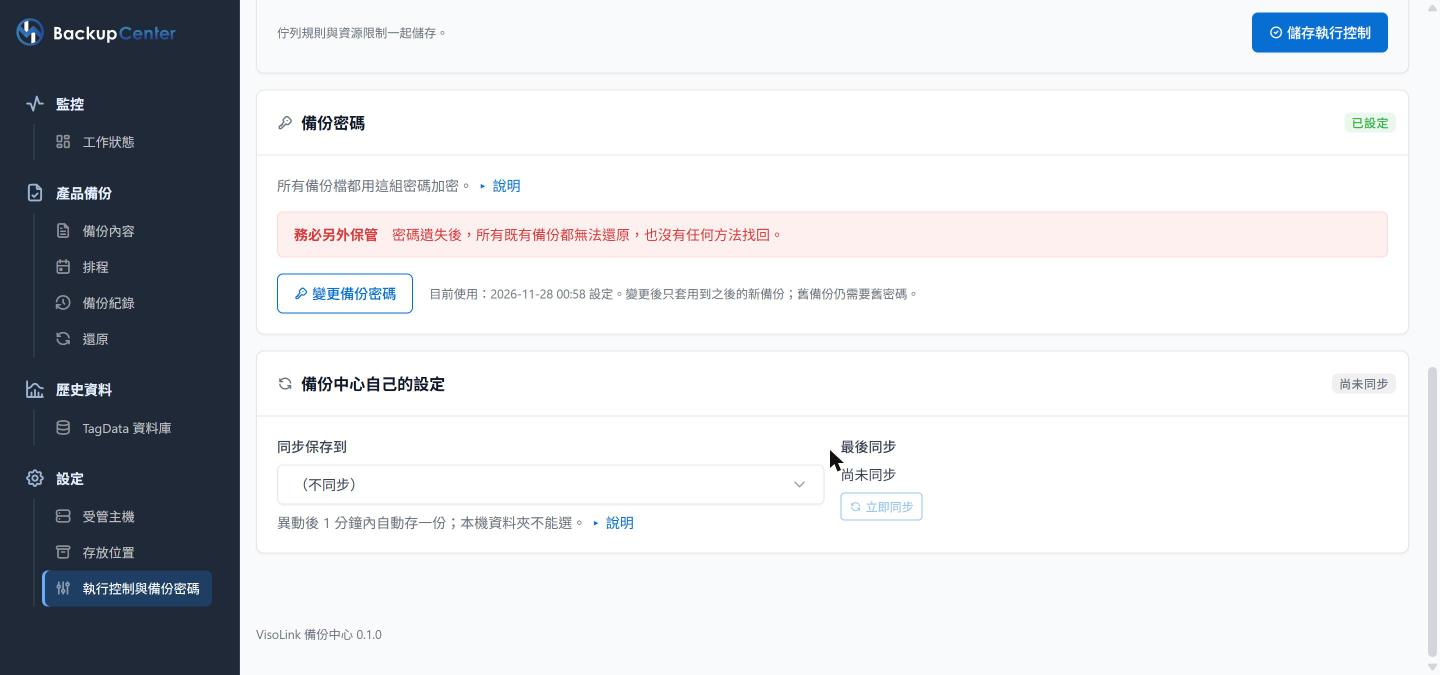 BackupCenter
監控
工作狀態
產品備份
備份內容
排程
備份紀錄
還原
歷史資料
TagData 資料庫
設定
受管主機
存放位置
執行控制與備份密碼
佇列規則與資源限制一起儲存。
儲存執行控制
備份密碼
已設定
所有備份檔都用這組密碼加密。 ▸ 說明
務必另外保管 密碼遺失後，所有既有備份都無法還原，也沒有任何方法找回。
變更備份密碼
目前使用：2026-11-28 00:58 設定。變更後只套用到之後的新備份；舊備份仍需要舊密碼。
備份中心自己的設定
尚未同步
同步保存到
（不同步）
異動後 1 分鐘內自動存一份；本機資料夾不能選。 ▸ 說明
最後同步
尚未同步
立即同步
VisoLink 備份中心 0.1.0